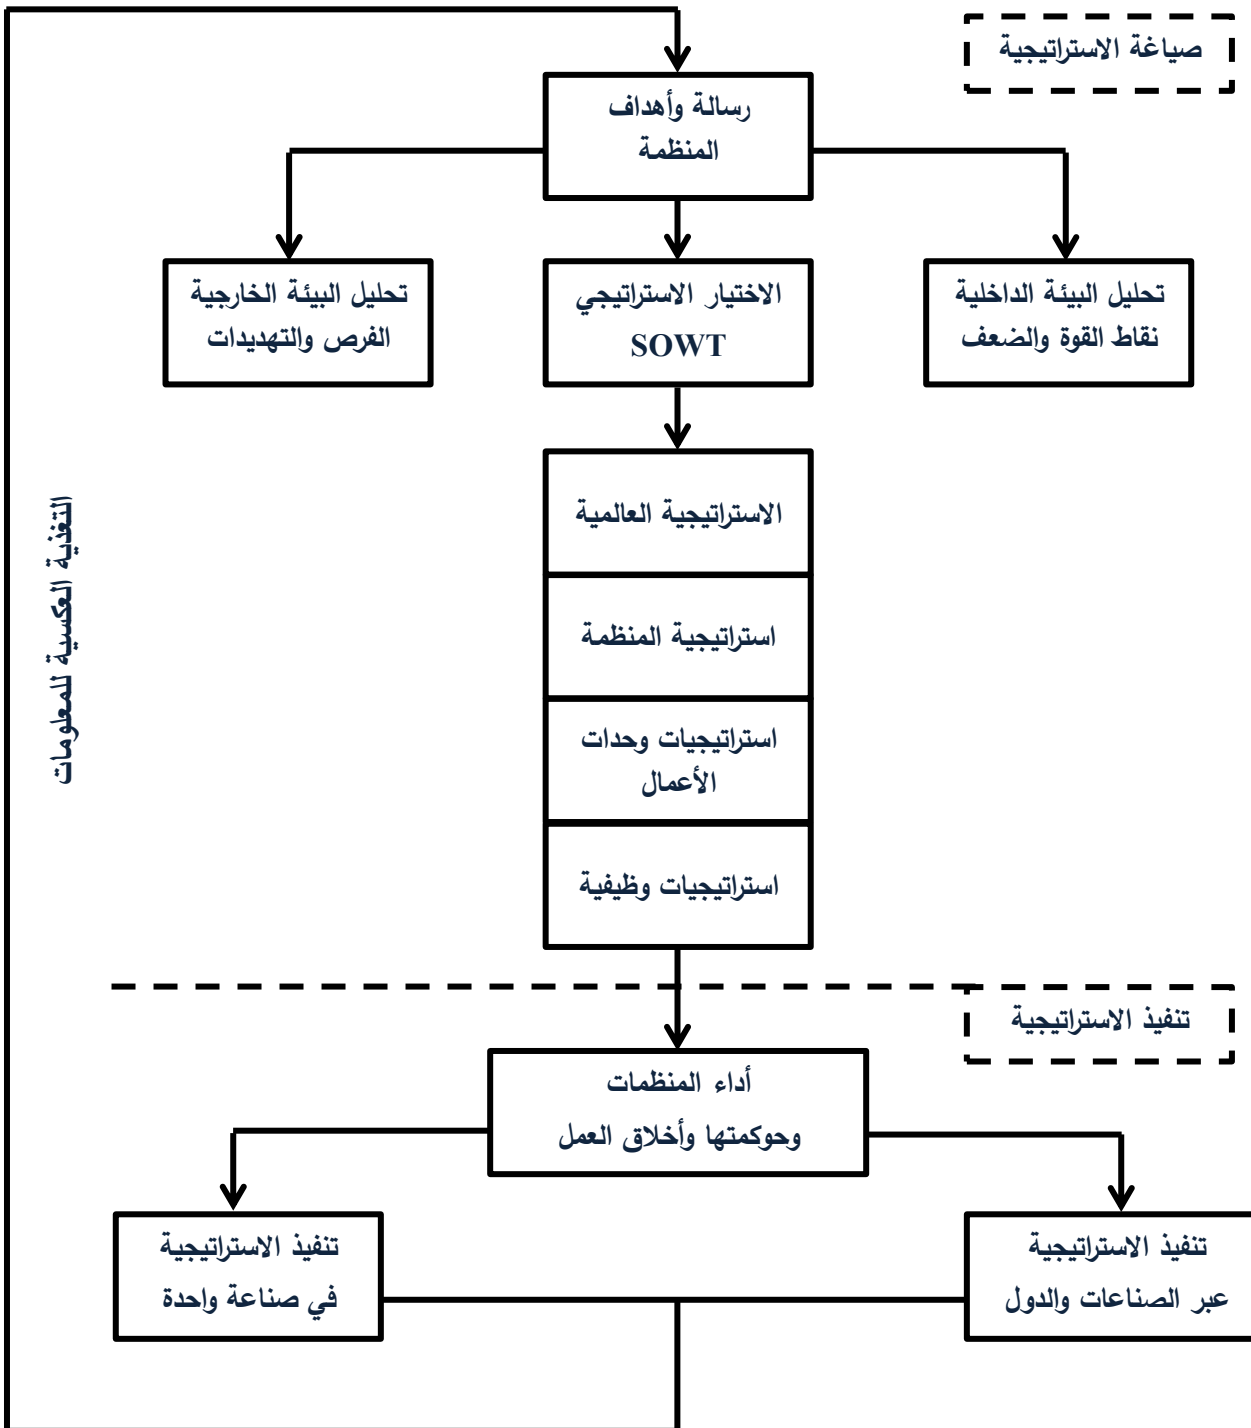 صياغة الاستراتيجية
رسالة وأهداف
المنظمة
تحليل البيئة الداخلية
نقاط القوة والضعف
الاختيار الاستراتيجي
SOWT
تحليل البيئة الخارجية
الفرص والتهديدات
الاستراتيجية العالمية
استراتيجية المنظمة
استراتيجيات وحدات
الأعمال
استراتيجيات وظيفية
التغذية العكسية للمعلومات
تنفيذ الاستراتيجية
أداء المنظمات
وحوكمتها وأخلاق العمل
تنفيذ الاستراتيجية
عبر الصناعات والدول
تنفيذ الاستراتيجية
في صناعة واحدة